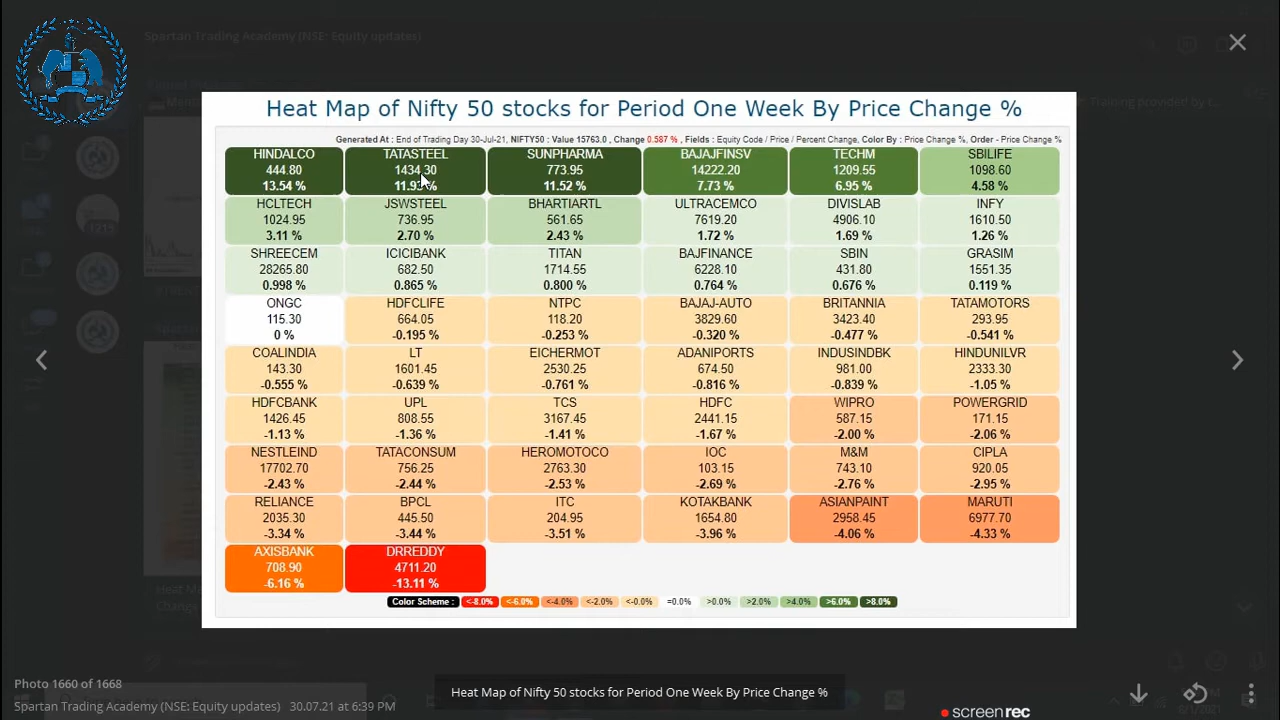 Spartan Trading Academy (NSE: Equity updates)
Heat Map of Nifty 50 stocks for Period One Week By Price Change %
Generated At : End of Trading Day 30-Jul-21, NIFTY50 : Value 15763.0 , Change 0.587 % , Fields : Equity Code / Price / Percent Change, Color By : Price Change %, Order - Price Change %
HINDALCO TATASTEEL SUNPHARMA BAJAJFINSV TECHM SBILIFE
444.80 1434.30 773.95 14222.20 1209.55 1098.60
13.54 % 11.93 % 11.52 % 7.73 % 6.95 % 4.58 %
HCLTECH JSWSTEEL BHARTIARTL ULTRACEMCO DIVISLAB INFY
1024.95 736.95 561.65 7619.20 4906.10 1610.50
3.11 % 2.70 % 2.43 % 1.72 % 1.69 % 1.26 %
SHREECEM ICICIBANK TITAN BAJFINANCE SBIN GRASIM
28265.80 682.50 1714.55 6228.10 431.80 1551.35
0.998 % 0.865 % 0.800 % 0.764 % 0.676 % 0.119 %
ONGC HDFCLIFE NTPC BAJAJ-AUTO BRITANNIA TATAMOTORS
115.30 664.05 118.20 3829.60 3423.40 293.95
0 % -0.195 % -0.253 % -0.320 % -0.477 % -0.541 %
COALINDIA LT EICHERMOT ADANIPORTS INDUSINDBK HINDUNILVR
143.30 1601.45 2530.25 674.50 981.00 2333.30
-0.555 % -0.639 % -0.761 % -0.816 % -0.839 % -1.05 %
HDFCBANK UPL TCS HDFC WIPRO POWERGRID
1426.45 808.55 3167.45 2441.15 587.15 171.15
-1.13 % -1.36 % -1.41 % -1.67 % -2.00 % -2.06 %
NESTLEIND TATACONSUM HEROMOTOCO IOC M&M CIPLA
17702.70 756.25 2763.30 103.15 743.10 920.05
-2.43 % -2.44 % -2.53 % -2.69 % -2.76 % -2.95 %
RELIANCE BPCL ITC KOTAKBANK ASIANPAINT MARUTI
2035.30 445.50 204.95 1654.80 2958.45 6977.70
-3.34 % -3.44 % -3.51 % -3.96 % -4.06 % -4.33 %
AXISBANK DRREDDY
708.90 4711.20
-6.16 % -13.11 %
Color Scheme : <-8.0% <-6.0% <-4.0% <-2.0% <-0.0% =0.0% >0.0% >2.0% >4.0% >6.0% >8.0%
Photo 1660 of 1668
Heat Map of Nifty 50 stocks for Period One Week By Price Change %
Spartan Trading Academy (NSE: Equity updates) 30.07.21 at 6:39 PM
screenrec